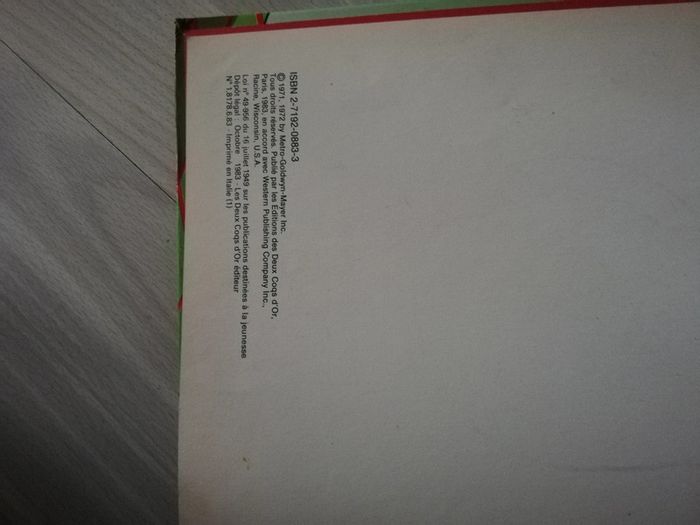 ISBN 2-7192-0883-3
© 1971, 1972 by Metro-Goldwyn-Mayer Inc.
Tous droits réservés. Publié par les Editions des Deux Coqs d'Or,
Paris, 1983, en accord avec Western Publishing Company Inc.,
Racine, Wisconsin, U.S.A.
Loi n° 49-956 du 16 juillet 1949 sur les publications destinées à la jeunesse
Dépôt légal : Octobre 1983 - Les Deux Coqs d'Or éditeur
N° 1.8178.6.83 - Imprimé en Italie (1)